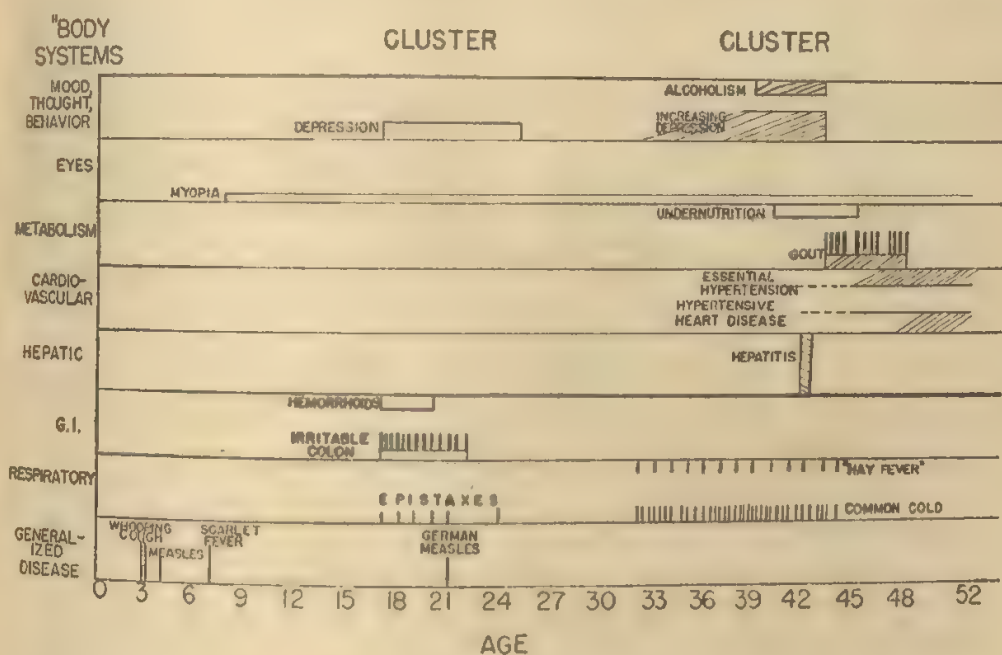 "BODY SYSTEMS
CLUSTER
CLUSTER
MOOD,
THOUGHT,
BEHAVIOR
ALCOHOLISM
DEPRESSION
INCREASING
DEPRESSION
EYES
MYOPIA
UNDERNUTRITION
METABOLISM
GOUT
CARDIO-
VASCULAR
ESSENTIAL
HYPERTENSION
HYPERTENSIVE
HEART DISEASE
HEPATIC
HEPATITIS
HEMORRHOIDS
G.I.
IRRITABLE
COLON
RESPIRATORY
"HAY FEVER"
EPISTAXES
COMMON COLD
GENERAL-
IZED
DISEASE
WHOOPING
COUGH
MEASLES
SCARLET
FEVER
GERMAN
MEASLES
0 3 6 9 12 15 18 21 24 27 30 33 36 39 42 45 48 52
AGE